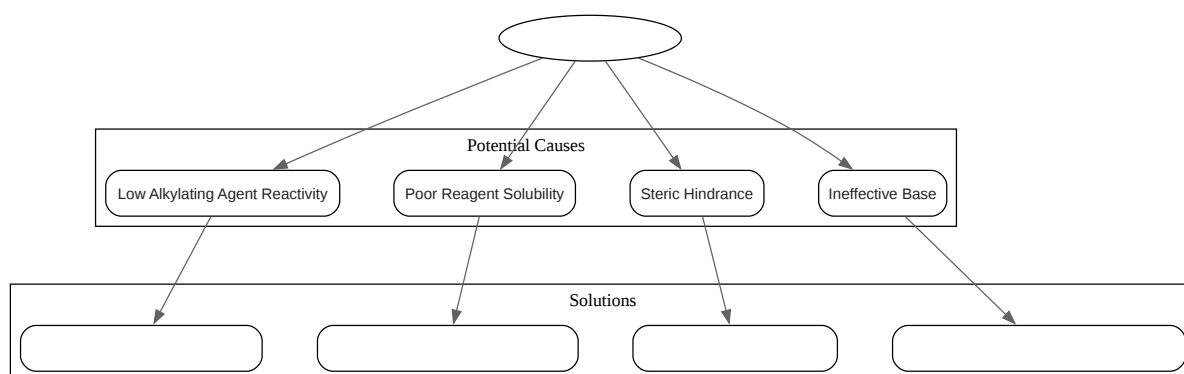 Potential Causes
Low Alkylating Agent Reactivity
Poor Reagent Solubility
Steric Hindrance
Ineffective Base
Solutions